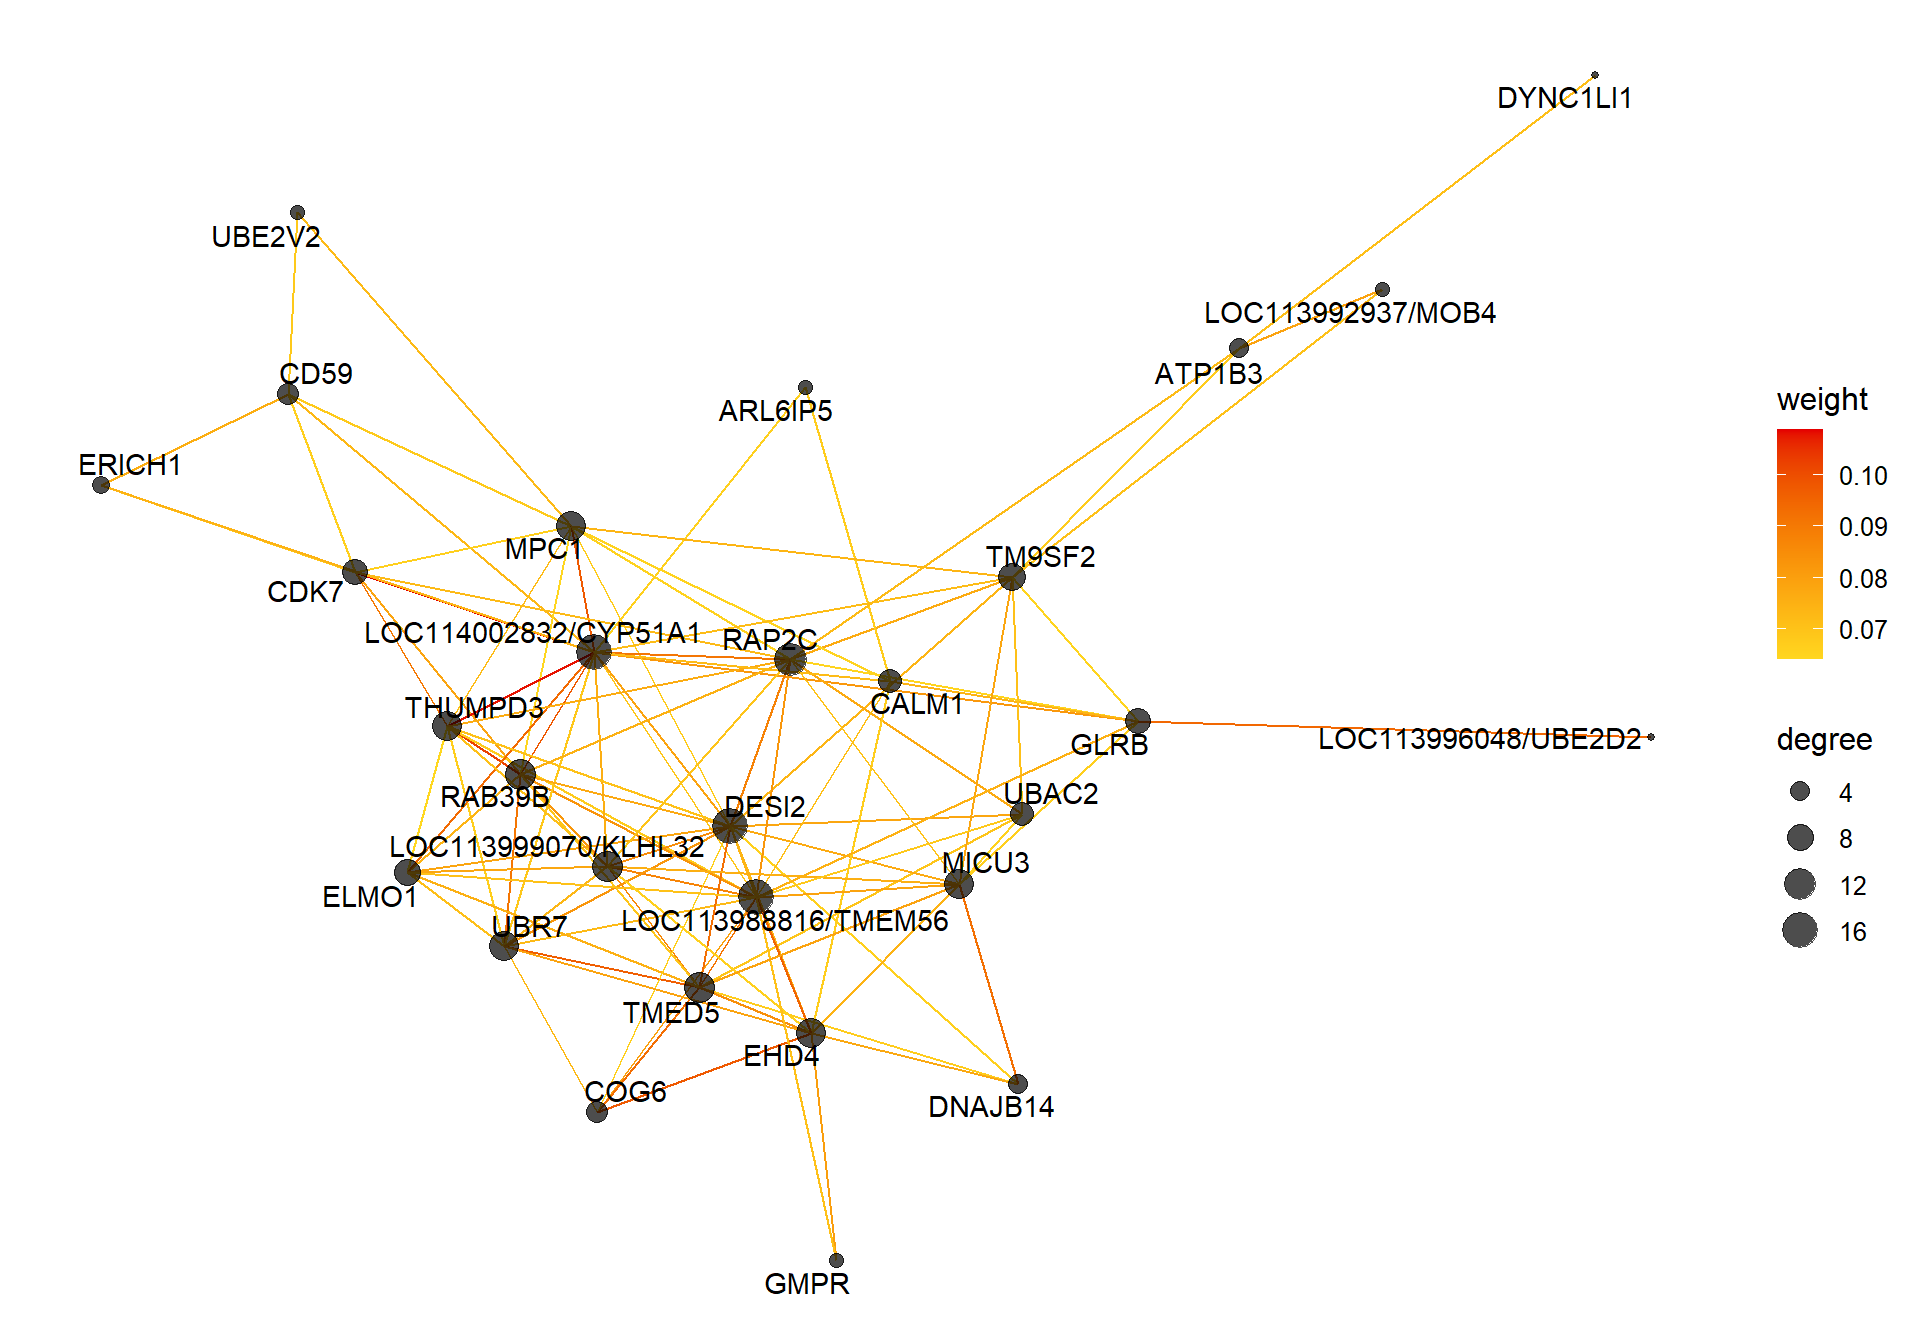 DYNC1LI1
UBE2V2
LOC113992937/MOB4
ATP1B3
CD59
ARL6IP5
ERICH1
MPC1
TM9SF2
CDK7
LOC114002832/CYP51A1
RAP2C
CALM1
THUMPD3
GLRB
LOC113996048/UBE2D2
RAB39B
DESI2
UBAC2
LOC113999070/KLHL32
MICU3
ELMO1
LOC113988816/TMEM56
UBR7
TMED5
EHD4
COG6
DNAJB14
GMPR
weight
0.10
0.09
0.08
0.07
degree
4
8
12
16